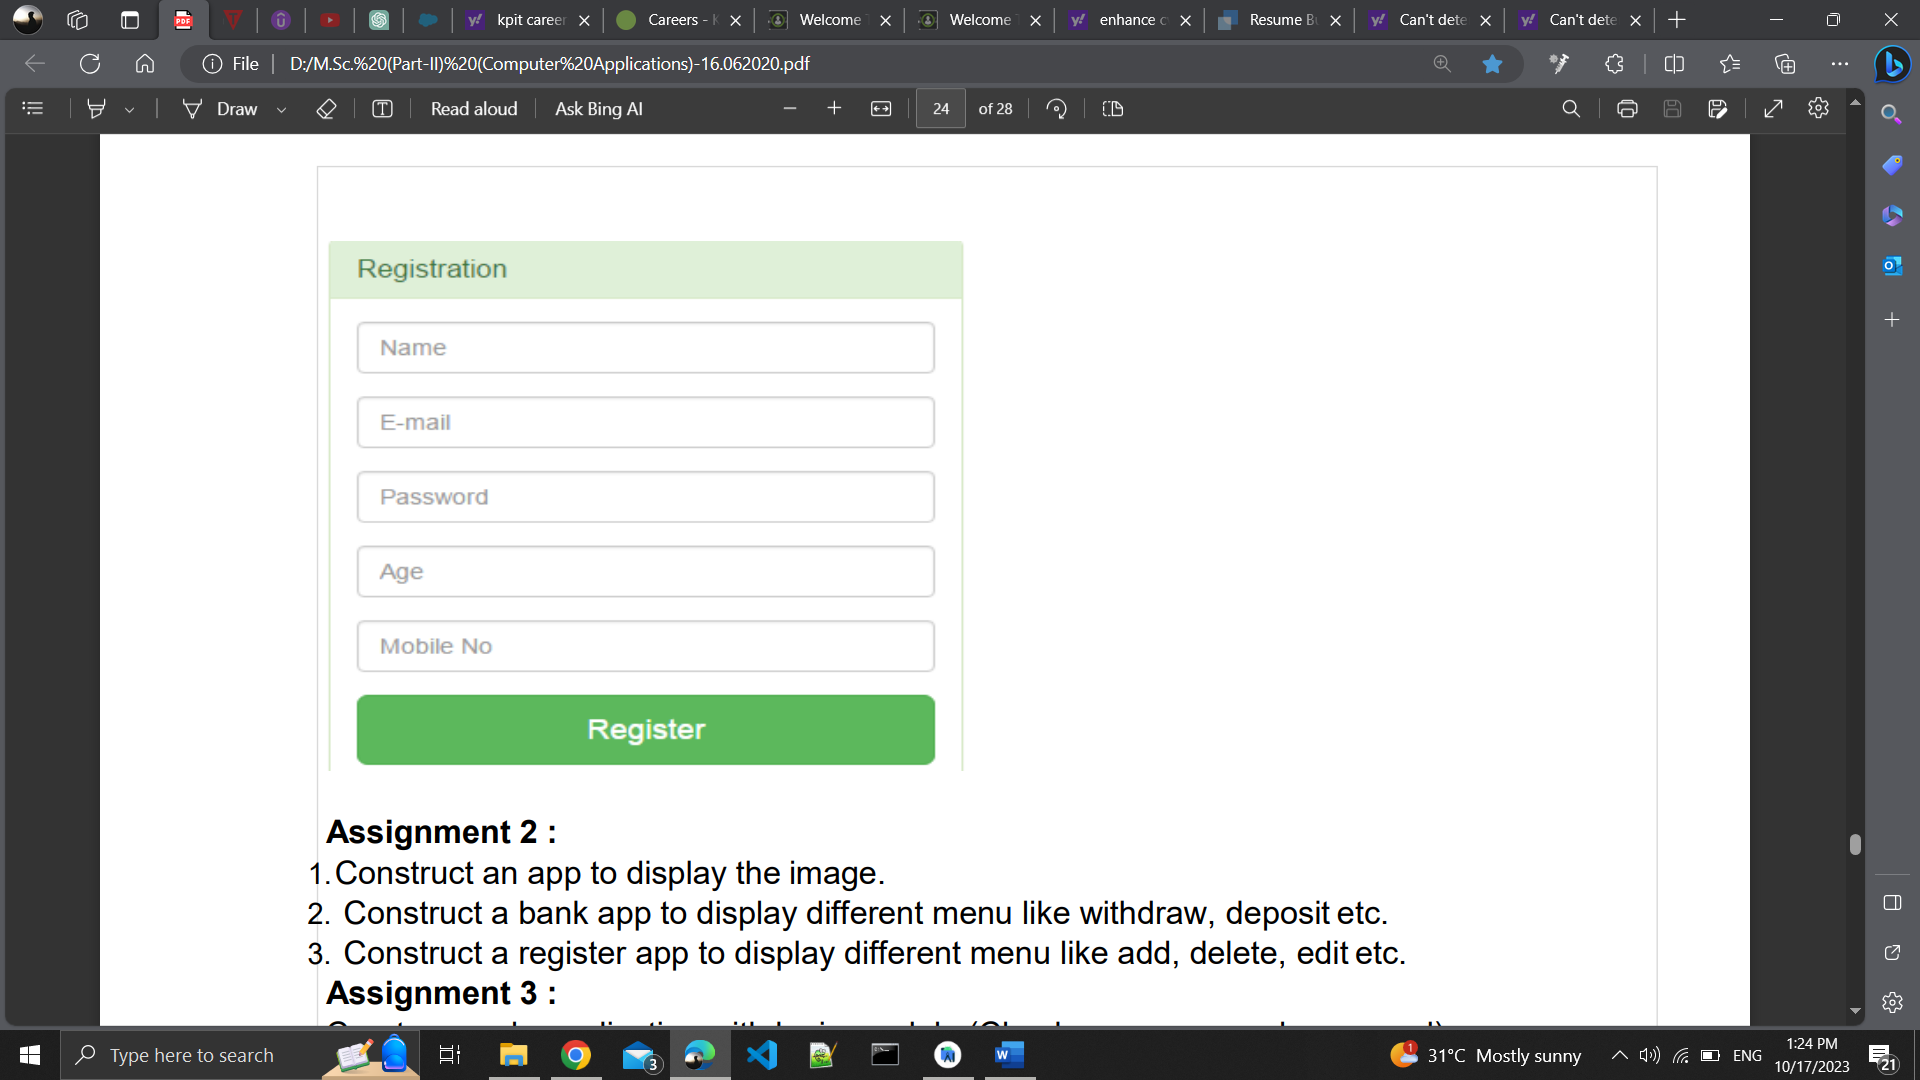 kpit career
Careers - K
Welcome T
Welcome T
enhance c
Resume Bu
Can't dete
Can't dete
File
D:/M.Sc.%20(Part-II)%20(Computer%20Applications)-16.062020.pdf
Draw
Read aloud
Ask Bing AI
24
of 28
Registration
Name
E-mail
Password
Age
Mobile No
Register
Assignment 2 :
1. Construct an app to display the image.
2. Construct a bank app to display different menu like withdraw, deposit etc.
3. Construct a register app to display different menu like add, delete, edit etc.
Assignment 3 :
Type here to search
3
1
31°C Mostly sunny
ENG
1:24 PM
10/17/2023
21